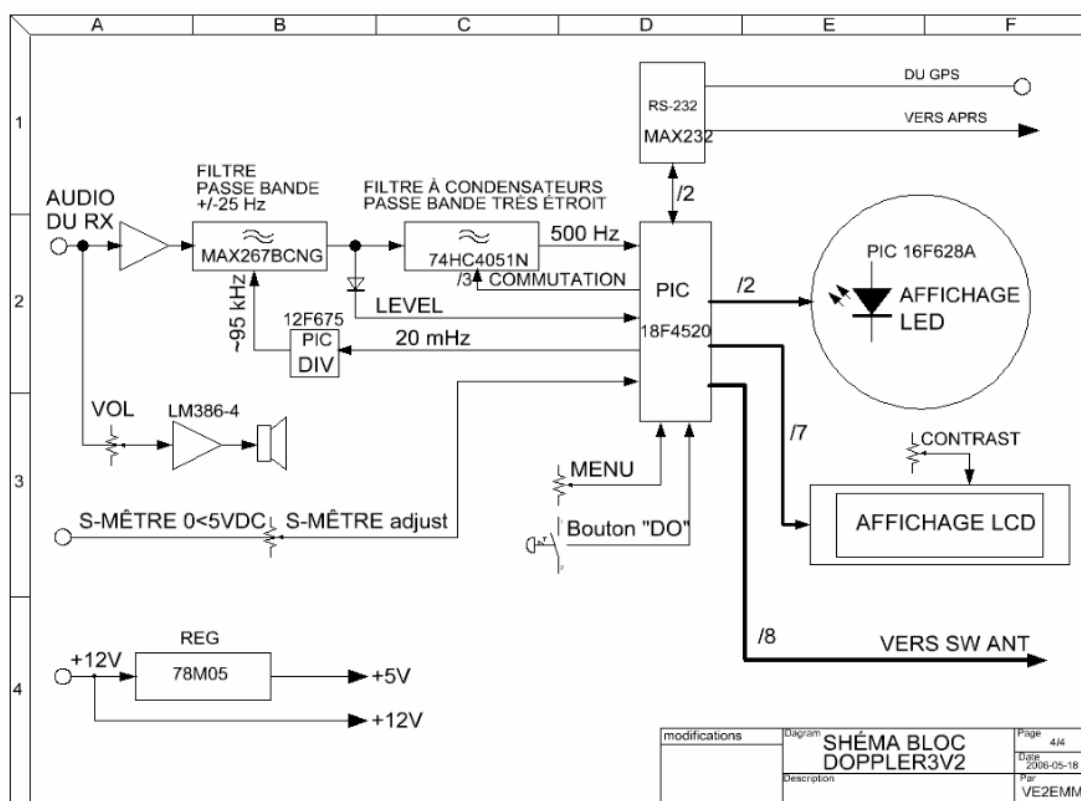 A B C D E F
1
2
3
4
DU GPS
VERS APRS
RS-232
MAX232
/2
AUDIO
DU RX
FILTRE
PASSE BANDE
+/-25 Hz
MAX267BCNG
FILTRE À CONDENSATEURS
PASSE BANDE TRÈS ÉTROIT
74HC4051N
500 Hz
/3 COMMUTATION
LEVEL
~95 kHz
12F675
PIC
DIV
20 mHz
PIC
18F4520
/2
PIC 16F628A
AFFICHAGE
LED
VOL
LM386-4
/7
CONTRAST
MENU
Bouton "DO"
AFFICHAGE LCD
S-MÊTRE 0<5VDC
S-MÊTRE adjust
/8
VERS SW ANT
REG
+12V
78M05
+5V
+12V
modifications
Diagram
SHÉMA BLOC
DOPPLER3V2
Description
Page
4/4
Date
2006-05-18
Par
VE2EMM